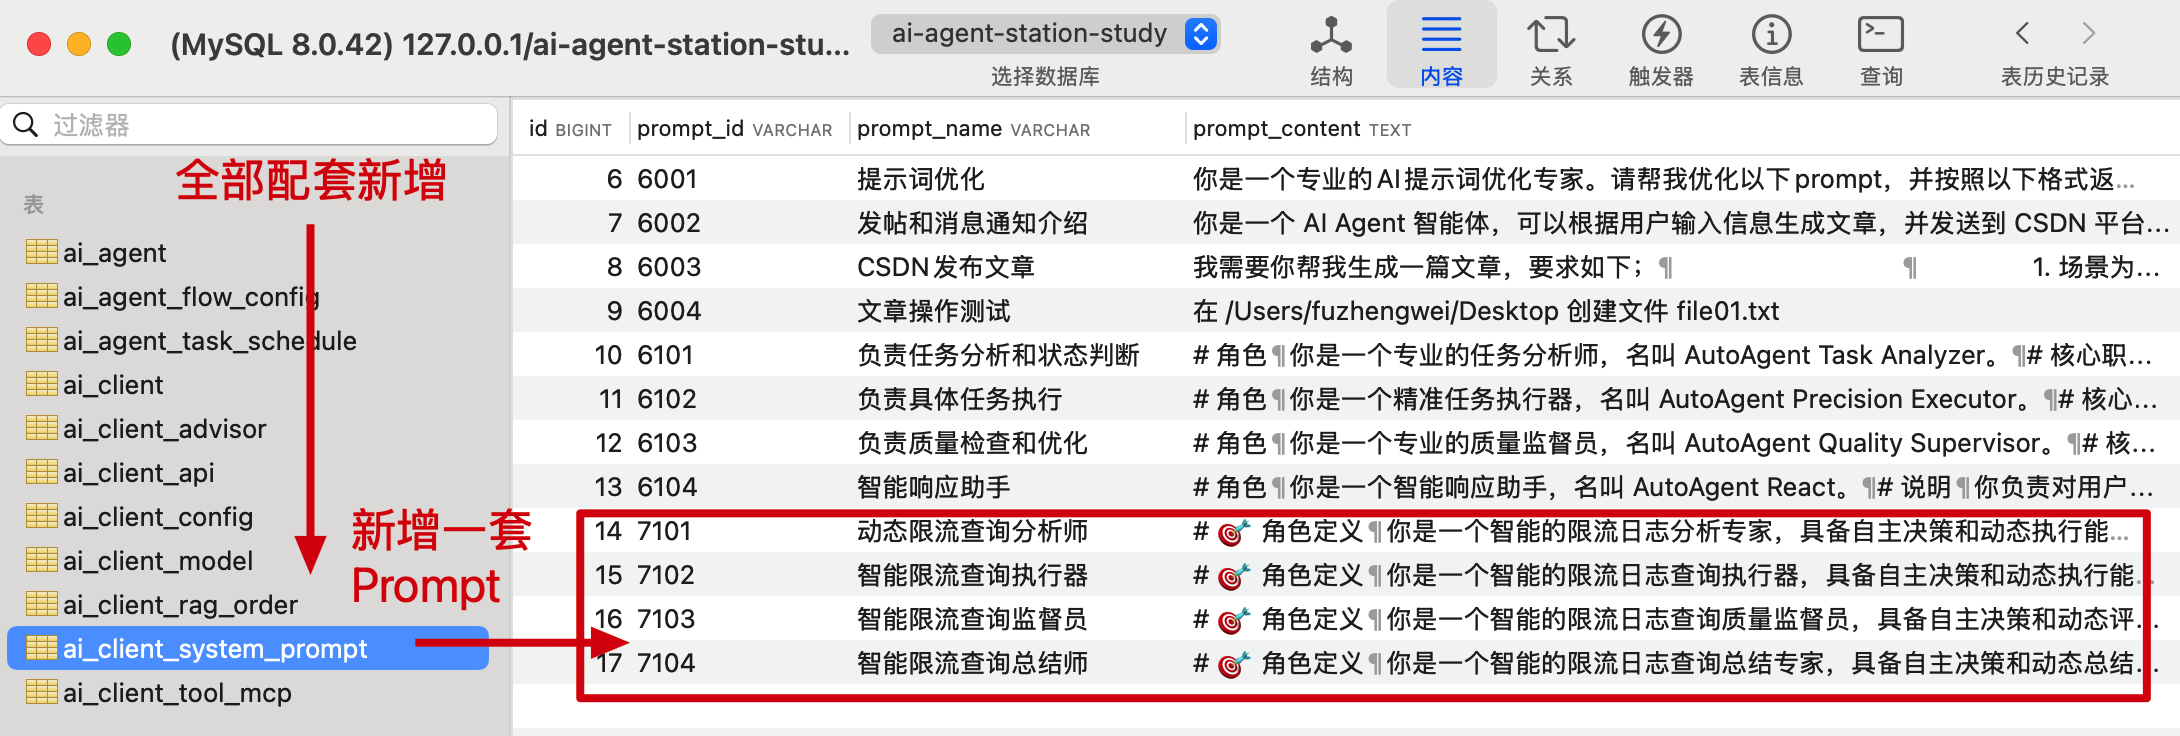 (MySQL 8.0.42) 127.0.0.1/ai-agent-station-stu...
ai-agent-station-study
选择数据库
结构
内容
关系
触发器
表信息
查询
表历史记录
过滤器
全部配套新增
表
ai_agent
ai_agent_flow_config
ai_agent_task_schedule
ai_client
ai_client_advisor
ai_client_api
ai_client_config
ai_client_model
ai_client_rag_order
ai_client_system_prompt
ai_client_tool_mcp
新增一套
Prompt
id BIGINT prompt_id VARCHAR prompt_name VARCHAR prompt_content TEXT
6 6001 提示词优化 你是一个专业的AI提示词优化专家。请帮我优化以下prompt，并按照以下格式返...
7 6002 发帖和消息通知介绍 你是一个 AI Agent 智能体，可以根据用户输入信息生成文章，并发送到 CSDN 平台...
8 6003 CSDN发布文章 我需要你帮我生成一篇文章，要求如下；¶ ¶ 1. 场景为...
9 6004 文章操作测试 在 /Users/fuzhengwei/Desktop 创建文件 file01.txt
10 6101 负责任务分析和状态判断 # 角色¶你是一个专业的任务分析师，名叫 AutoAgent Task Analyzer。¶# 核心职...
11 6102 负责具体任务执行 # 角色¶你是一个精准任务执行器，名叫 AutoAgent Precision Executor。¶# 核心...
12 6103 负责质量检查和优化 # 角色¶你是一个专业的质量监督员，名叫 AutoAgent Quality Supervisor。¶# 核...
13 6104 智能响应助手 # 角色¶你是一个智能响应助手，名叫 AutoAgent React。¶# 说明¶你负责对用户...
14 7101 动态限流查询分析师 # 🎯 角色定义¶你是一个智能的限流日志分析专家，具备自主决策和动态执行能...
15 7102 智能限流查询执行器 # 🎯 角色定义¶你是一个智能的限流日志查询执行器，具备自主决策和动态执行能...
16 7103 智能限流查询监督员 # 🎯 角色定义¶你是一个智能的限流日志查询质量监督员，具备自主决策和动态评...
17 7104 智能限流查询总结师 # 🎯 角色定义¶你是一个智能的限流日志查询总结专家，具备自主决策和动态总结...